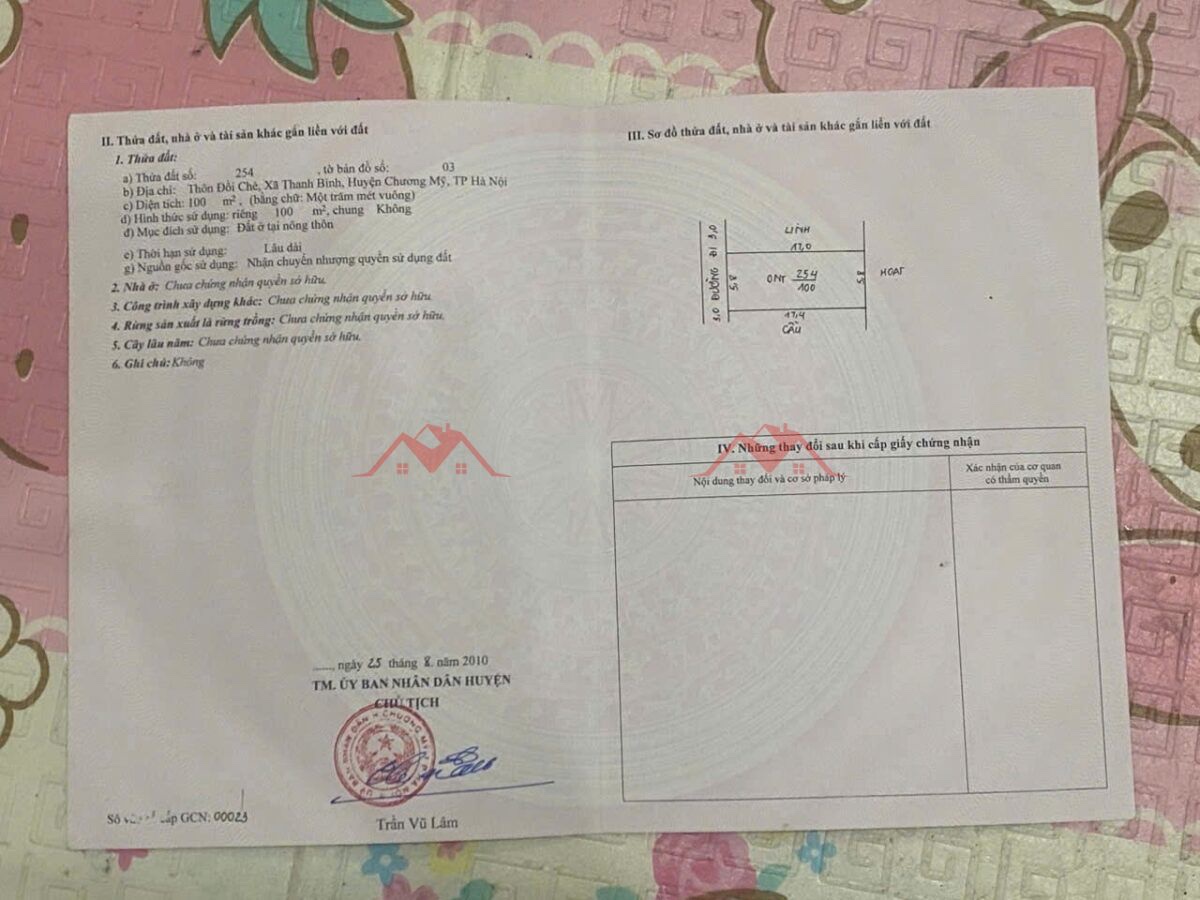 II. Thửa đất, nhà ở và tài sản khác gắn liền với đất
1. Thửa đất:
a) Thửa đất số: 254 , tờ bản đồ số: 03
b) Địa chỉ: Thôn Đồi Chè, Xã Thanh Bình, Huyện Chương Mỹ, TP Hà Nội
c) Diện tích: 100 m², (bằng chữ: Một trăm mét vuông)
d) Hình thức sử dụng: riêng 100 m², chung Không
đ) Mục đích sử dụng: Đất ở tại nông thôn
e) Thời hạn sử dụng: Lâu dài
g) Nguồn gốc sử dụng: Nhận chuyển nhượng quyền sử dụng đất
2. Nhà ở: Chưa chứng nhận quyền sở hữu.
3. Công trình xây dựng khác: Chưa chứng nhận quyền sở hữu
4. Rừng sản xuất là rừng trồng: Chưa chứng nhận quyền sở hữu.
5. Cây lâu năm: Chưa chứng nhận quyền sở hữu.
6. Ghi chú: Không
......, ngày 25 tháng 8. năm 2010
TM. ỦY BAN NHÂN DÂN HUYỆN
CHỦ TỊCH
Trần Vũ Lâm
Số cấp GCN: 00023
III. Sơ đồ thửa đất, nhà ở và tài sản khác gắn liền với đất
3,0 ĐƯỜNG ĐI 3,0
LINH
17,0
5,8
ONT 254
100
5,8
HOẠT
17,4
CẦU
IV. Những thay đổi sau khi cấp giấy chứng nhận
Nội dung thay đổi và cơ sở pháp lý
Xác nhận của cơ quan
có thẩm quyền